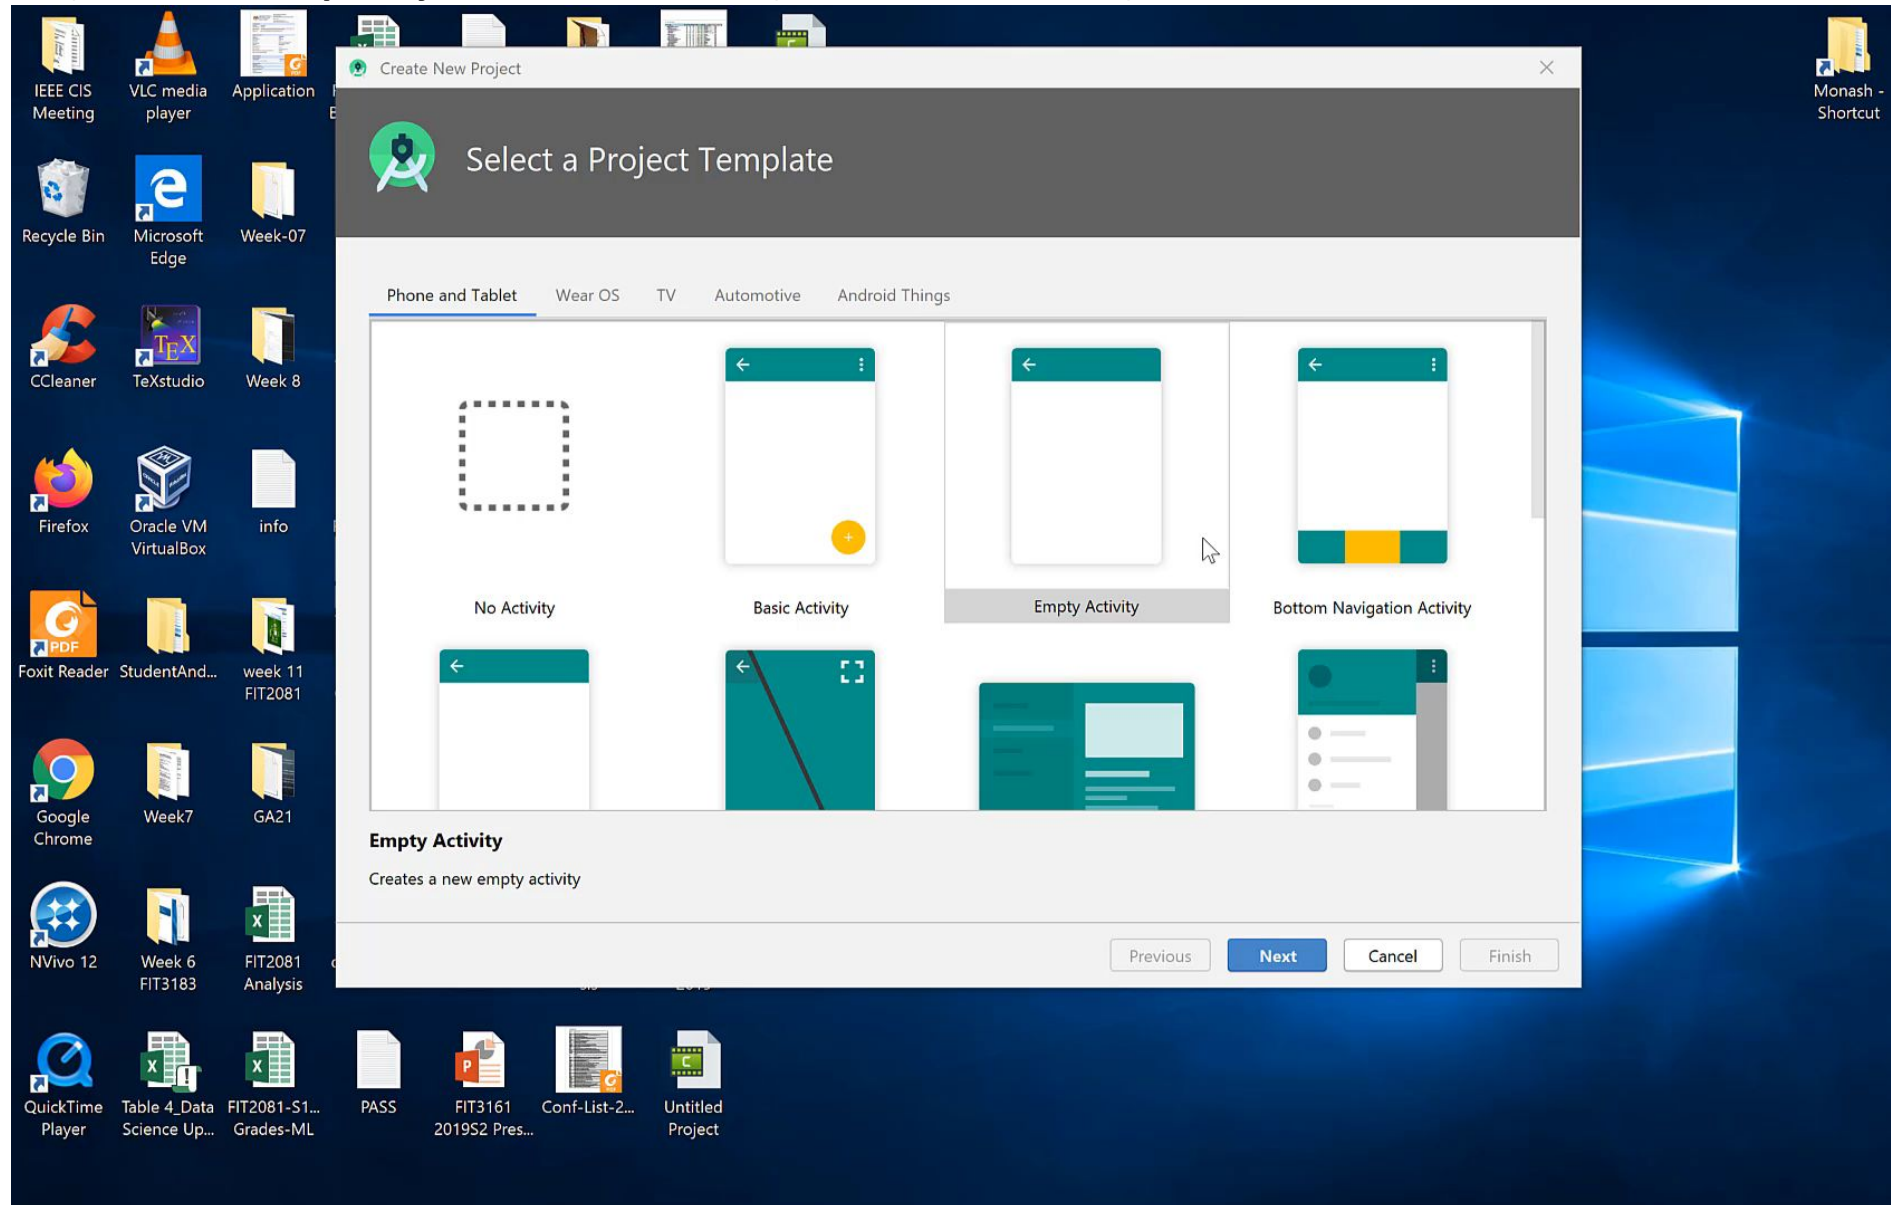 Create New Project
Select a Project Template
Phone and Tablet
Wear OS
TV
Automotive
Android Things
No Activity
Basic Activity
Empty Activity
Bottom Navigation Activity
Empty Activity
Creates a new empty activity
Previous
Next
Cancel
Finish
IEEE CIS
Meeting
VLC media
player
Application
Recycle Bin
Microsoft
Edge
Week-07
CCleaner
TeXstudio
Week 8
Firefox
Oracle VM
VirtualBox
info
PDF
Foxit Reader
StudentAnd...
week 11
FIT2081
Google
Chrome
Week7
GA21
NVivo 12
Week 6
FIT3183
FIT2081
Analysis
QuickTime
Player
Table 4_Data
Science Up...
FIT2081-S1...
Grades-ML
PASS
FIT3161
2019S2 Pres...
Conf-List-2...
Untitled
Project
Monash -
Shortcut